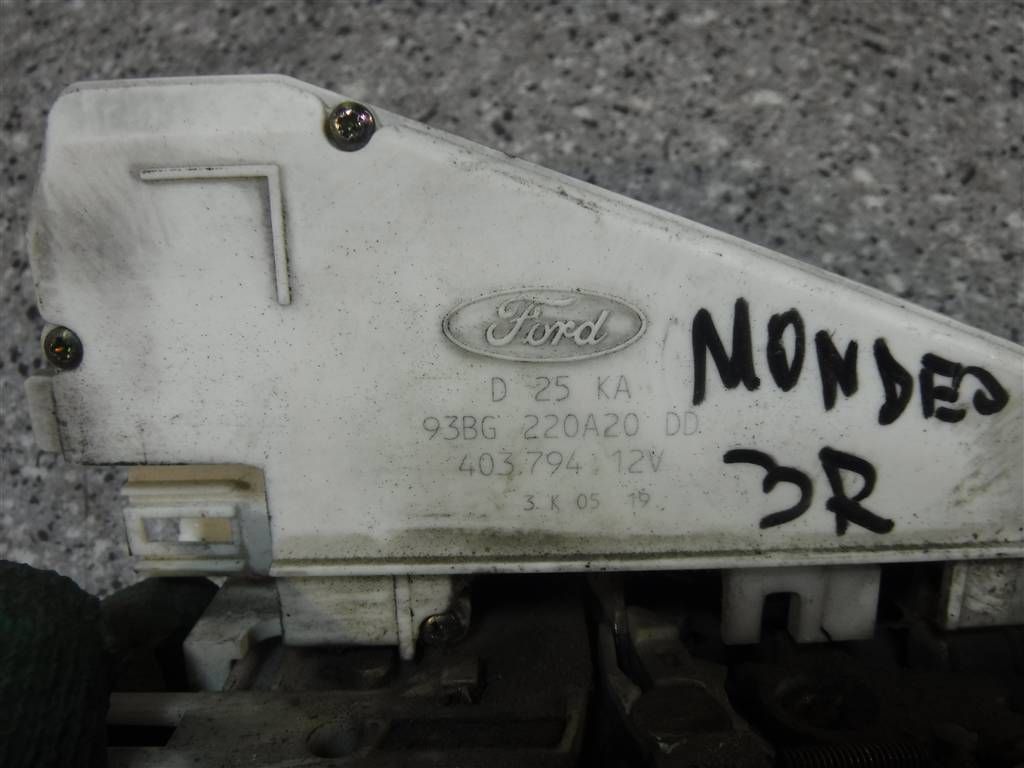 Ford
D 25 KA
93BG 220A20 DD
403.794 12V
3 K 05 19
MONDEO
3R